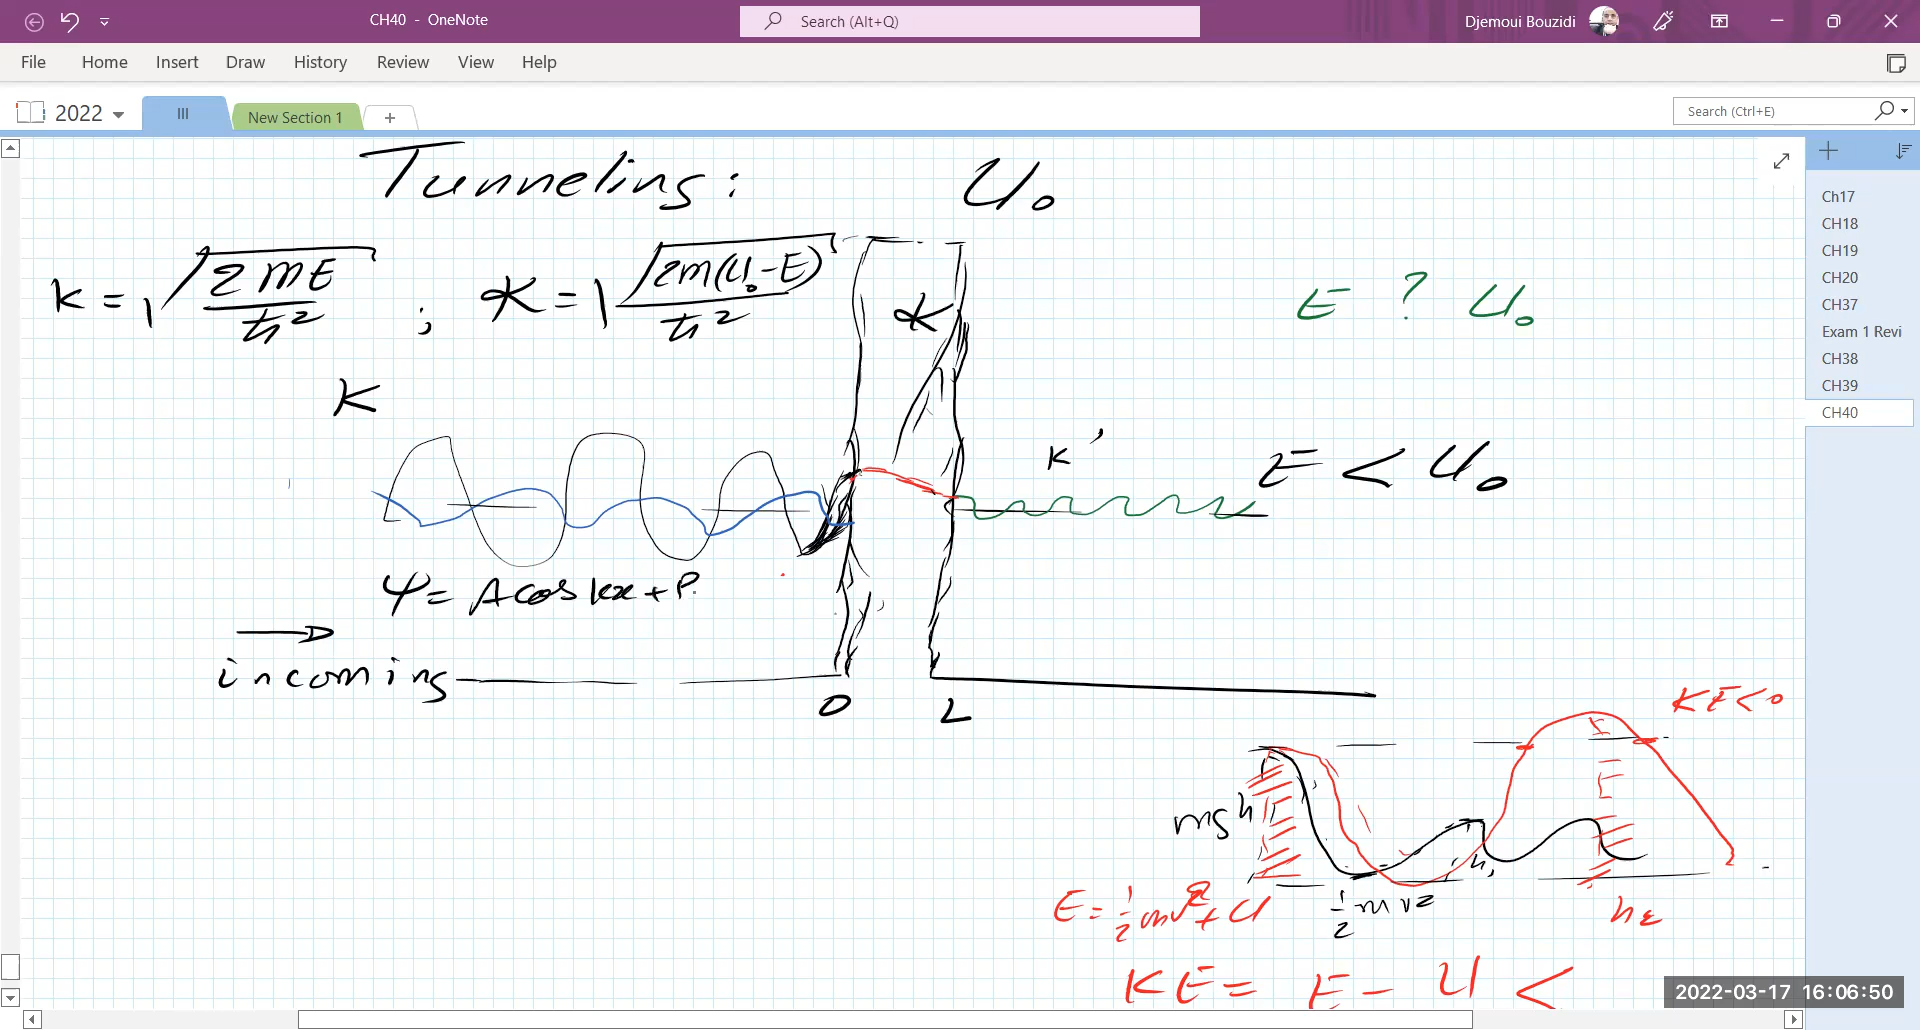 CH40 - OneNote
Search (Alt+Q)
Djemoui Bouzidi
File Home Insert Draw History Review View Help
2022
III
New Section 1
+
Search (Ctrl+E)
Ch17
CH18
CH19
CH20
CH37
Exam 1 Revi
CH38
CH39
CH40
Tunneling:
U₀
k = √(2mE/ħ²) ; K = √(2m(U₀-E)/ħ²)
K
E ? U₀
K
K'
E < U₀
ψ = A cos kx + P
incoming
0
L
KE<0
E
mgh
h,
E = ½mv² + U
½mv²
h₂
KE = E - U <
2022-03-17 16:06:50